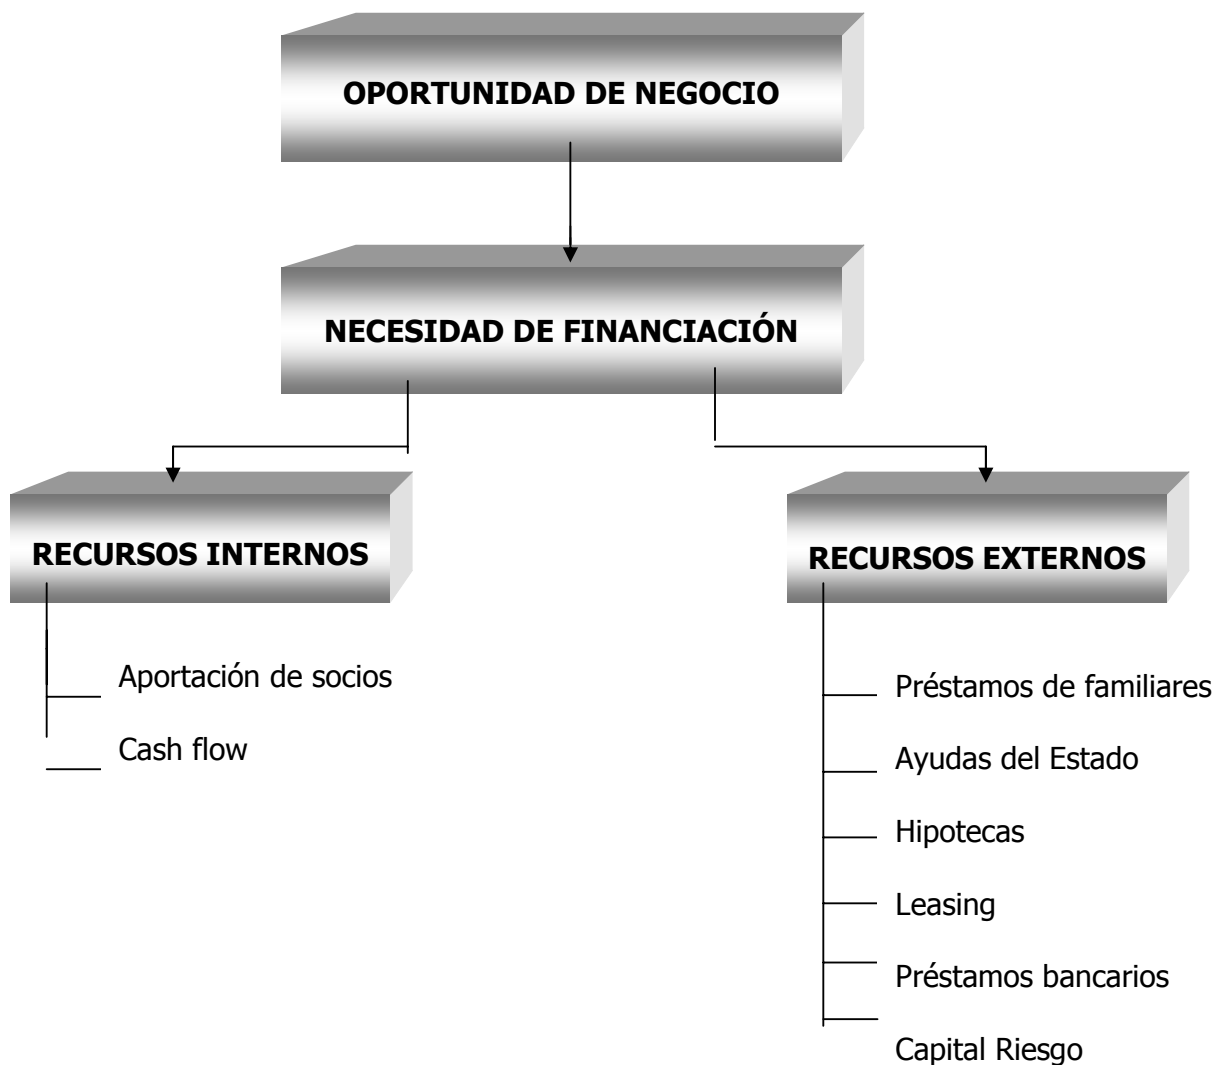 OPORTUNIDAD DE NEGOCIO
NECESIDAD DE FINANCIACIÓN
RECURSOS INTERNOS
Aportación de socios
Cash flow
RECURSOS EXTERNOS
Préstamos de familiares
Ayudas del Estado
Hipotecas
Leasing
Préstamos bancarios
Capital Riesgo